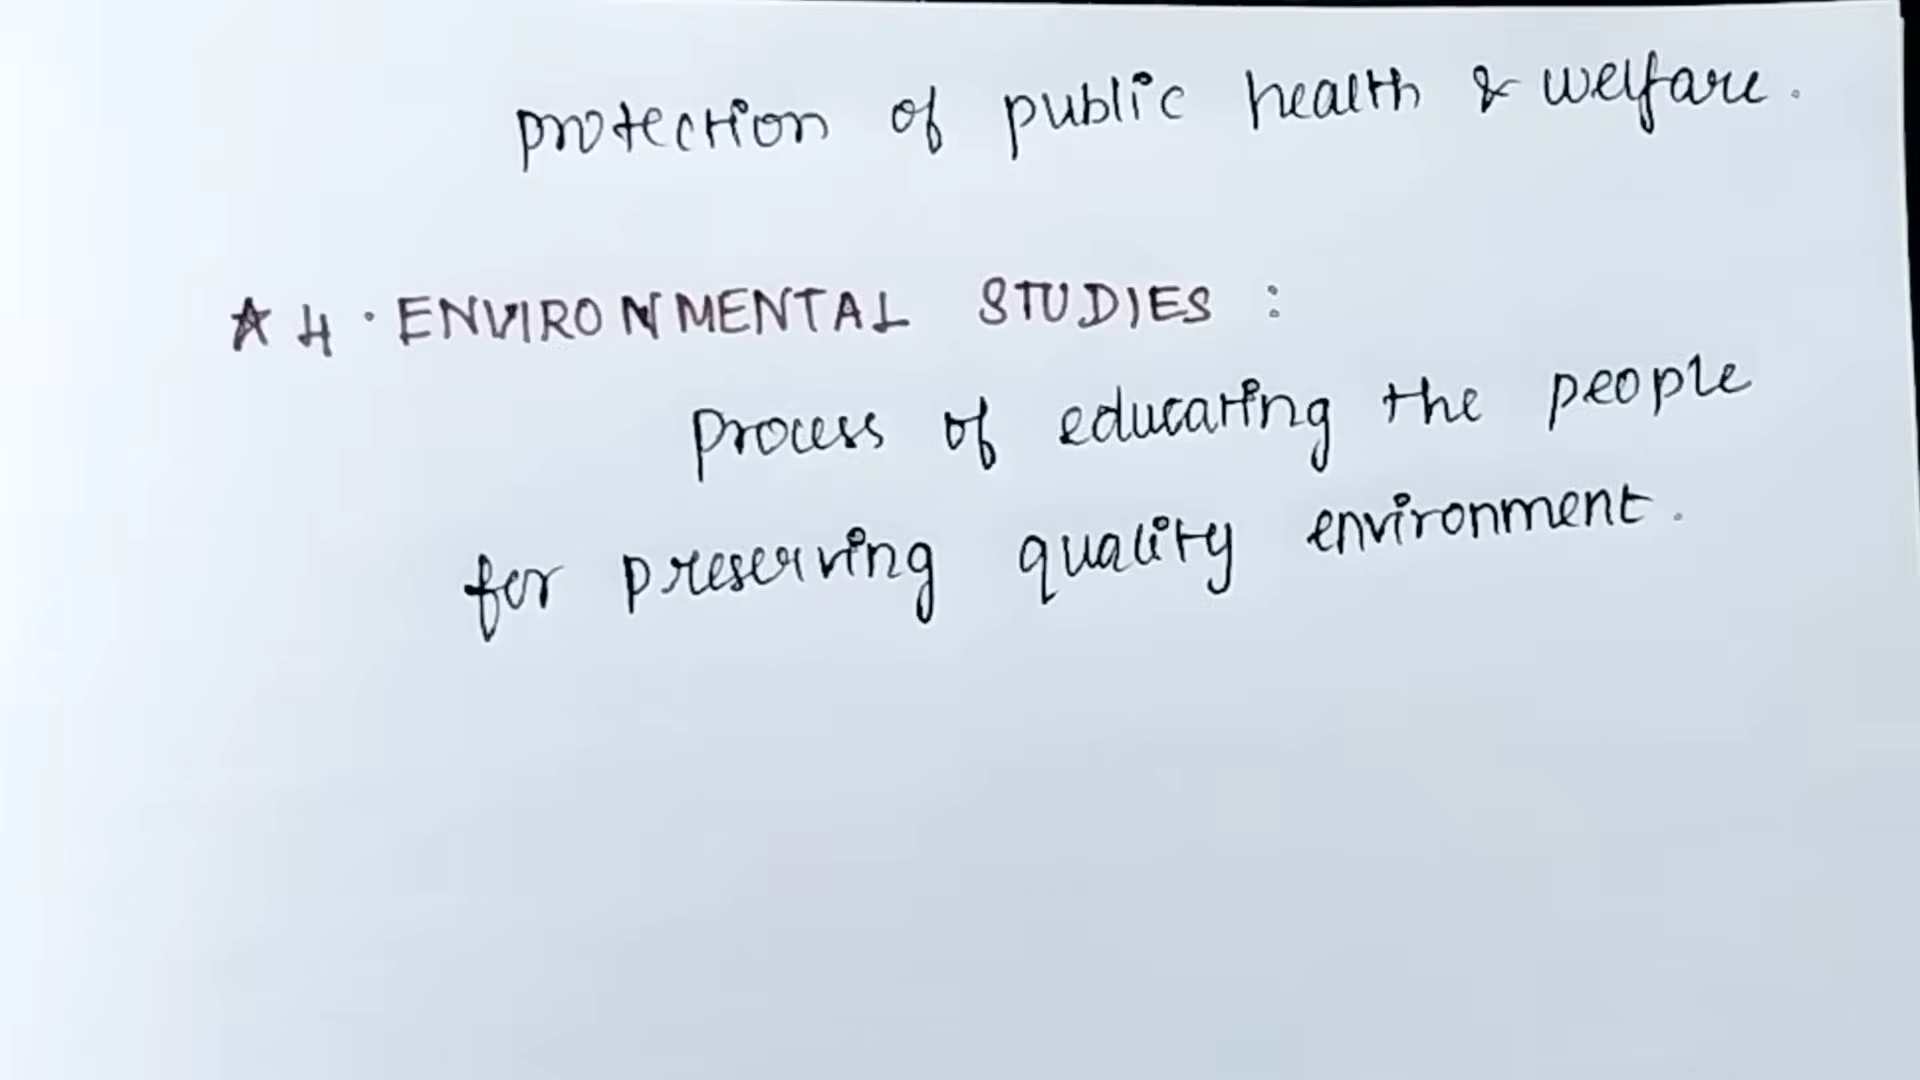 protection of public health & welfare.
★ 4. ENVIRONMENTAL STUDIES :
process of educating the people
for preserving quality environment.